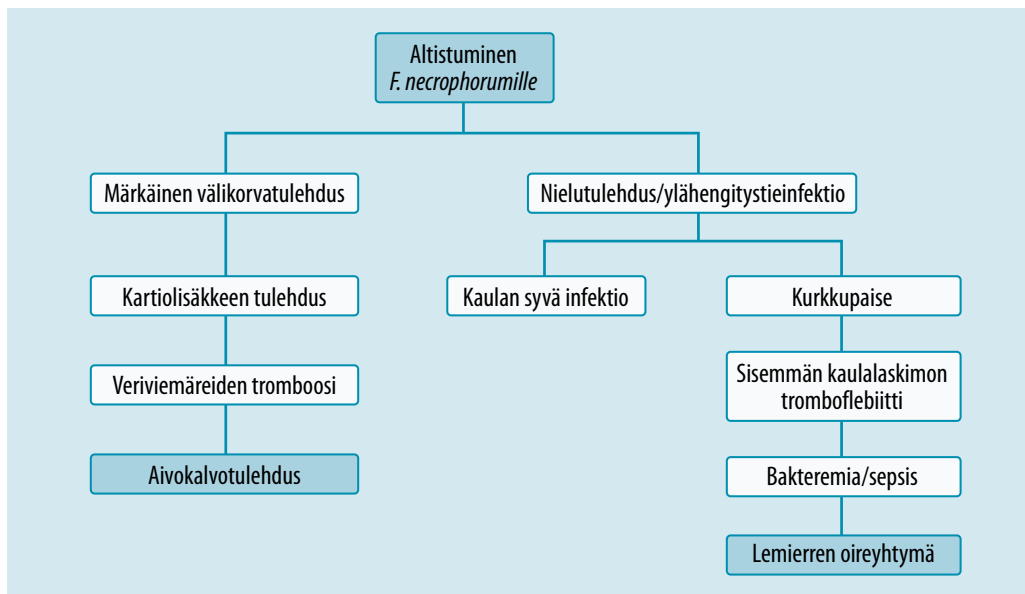 Altistuminen
F. necrophorumille
Märkäinen välikorvatulehdus
Nielutulehdus/ylähengitystieinfektio
Kartiolisäkkeen tulehdus
Kaulan syvä infektio
Kurkkupaise
Veriviemäreiden tromboosi
Sisemmän kaulalaskimon
tromboflebiitti
Aivokalvotulehdus
Bakteremia/sepsis
Lemierren oireyhtymä